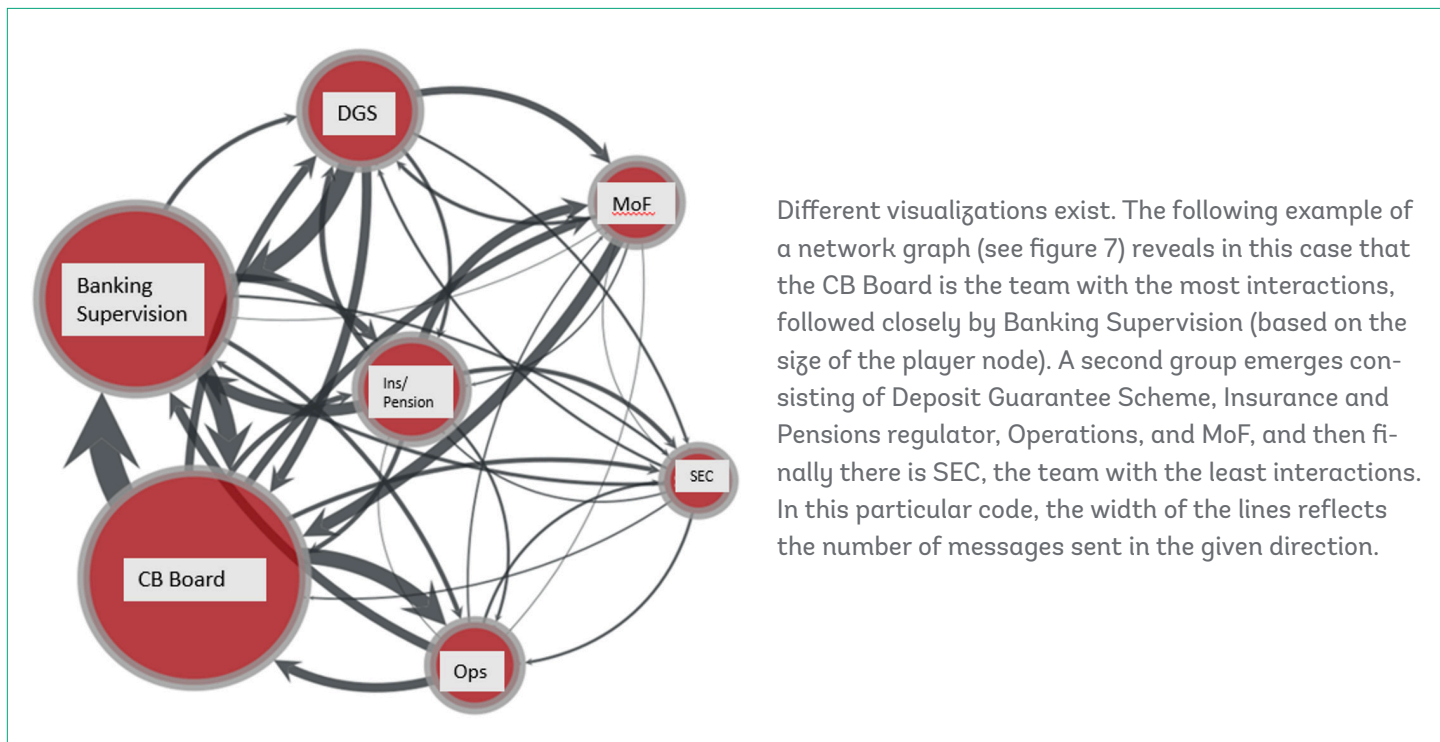 DGS
MoF
Banking
Supervision
Ins/
Pension
SEC
CB Board
Ops
Different visualizations exist. The following example of
a network graph (see figure 7) reveals in this case that
the CB Board is the team with the most interactions,
followed closely by Banking Supervision (based on the
size of the player node). A second group emerges con-
sisting of Deposit Guarantee Scheme, Insurance and
Pensions regulator, Operations, and MoF, and then fi-
nally there is SEC, the team with the least interactions.
In this particular code, the width of the lines reflects
the number of messages sent in the given direction.